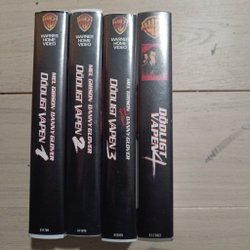 WARNER
HOME
VIDEO
MEL GIBSON DANNY GLOVER
DÖDLIGT VAPEN 1
WARNER
HOME
VIDEO
MEL GIBSON DANNY GLOVER
DÖDLIGT VAPEN 2
WARNER
HOME
VIDEO
MEL GIBSON DANNY GLOVER
DÖDLIGT VAPEN 3
DÖDLIGT
VAPEN 4